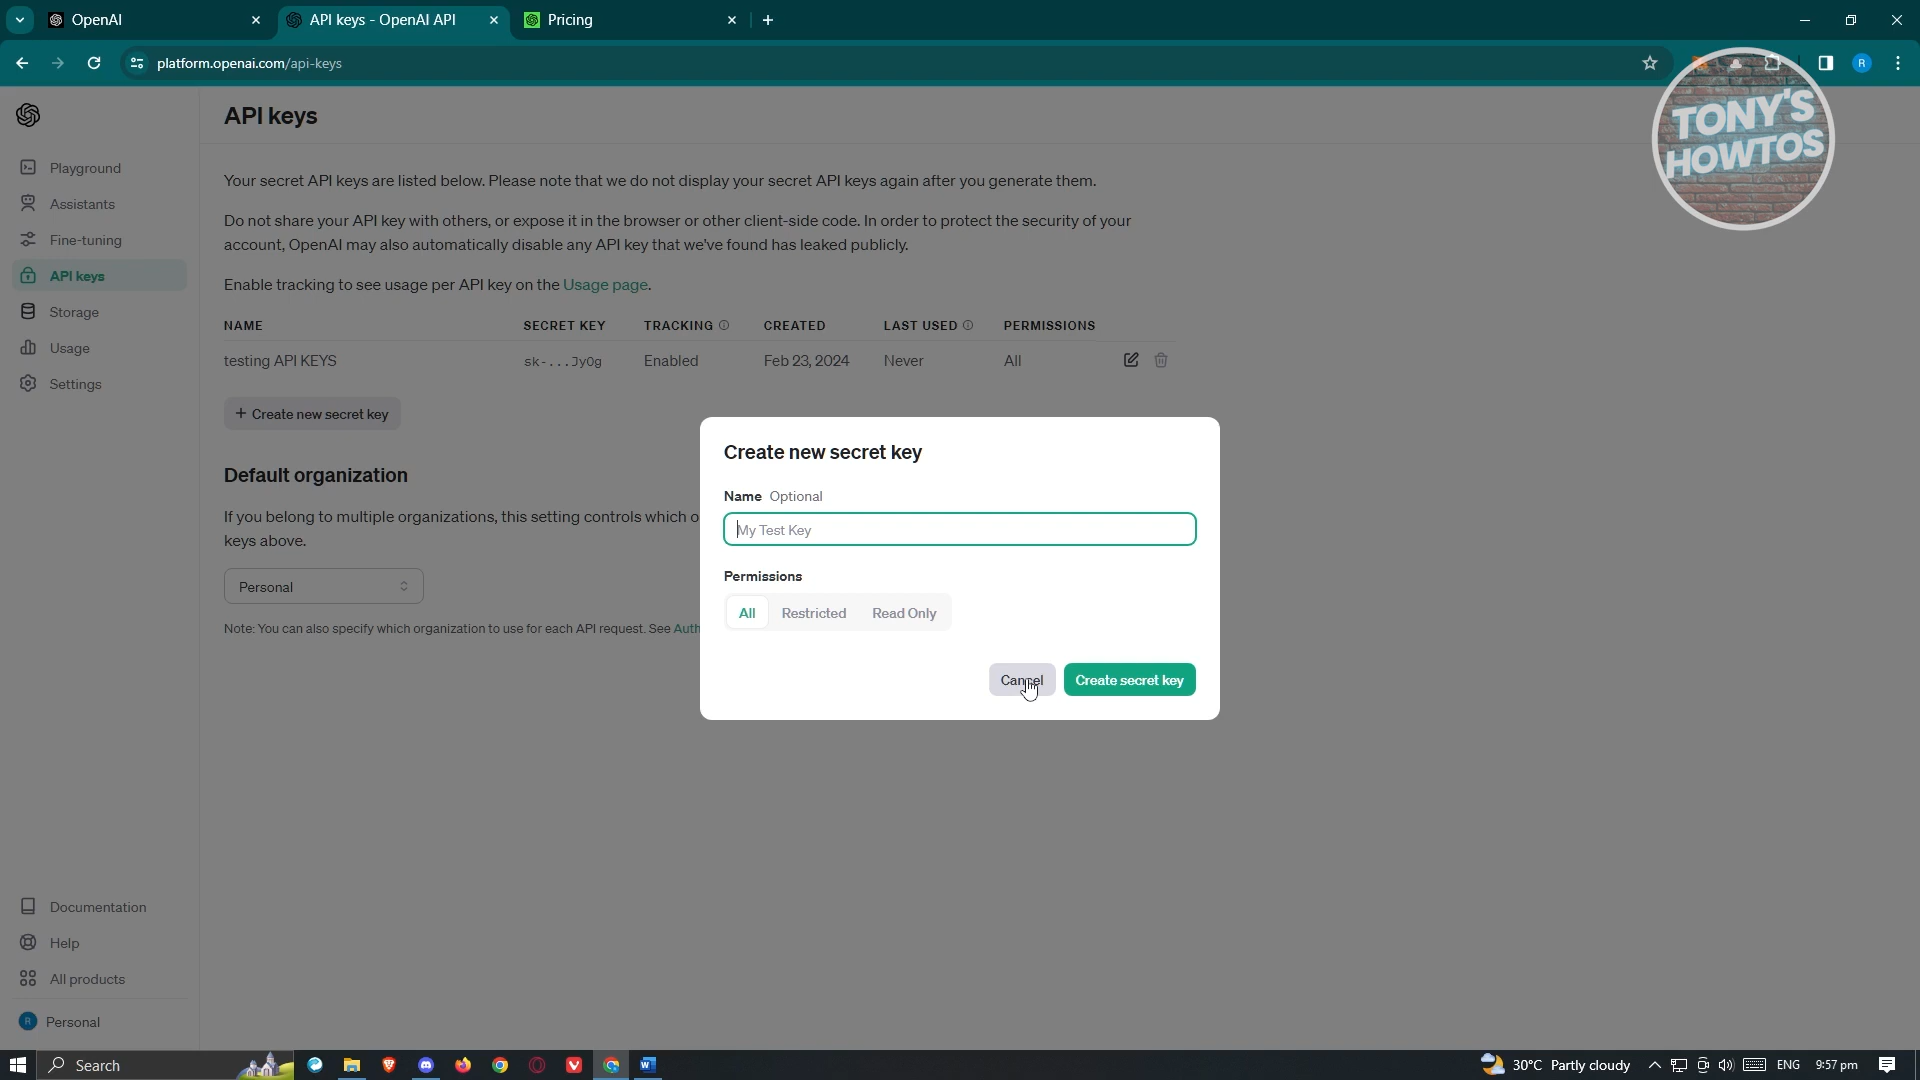 OpenAI
API keys - OpenAI API
Pricing
platform.openai.com/api-keys
R
TONY'S
HOWTOS
API keys
Playground
Assistants
Fine-tuning
API keys
Storage
Usage
Settings
Your secret API keys are listed below. Please note that we do not display your secret API keys again after you generate them.
Do not share your API key with others, or expose it in the browser or other client-side code. In order to protect the security of your
account, OpenAI may also automatically disable any API key that we've found has leaked publicly.
Enable tracking to see usage per API key on the Usage page.
NAME SECRET KEY TRACKING CREATED LAST USED PERMISSIONS
testing API KEYS sk-...JyOg Enabled Feb 23, 2024 Never All
+ Create new secret key
Default organization
If you belong to multiple organizations, this setting controls which o
keys above.
Personal
Note: You can also specify which organization to use for each API request. See Auth
Create new secret key
Name Optional
My Test Key
Permissions
All Restricted Read Only
Cancel Create secret key
Documentation
Help
All products
R Personal
Search
30°C Partly cloudy ENG 9:57 pm